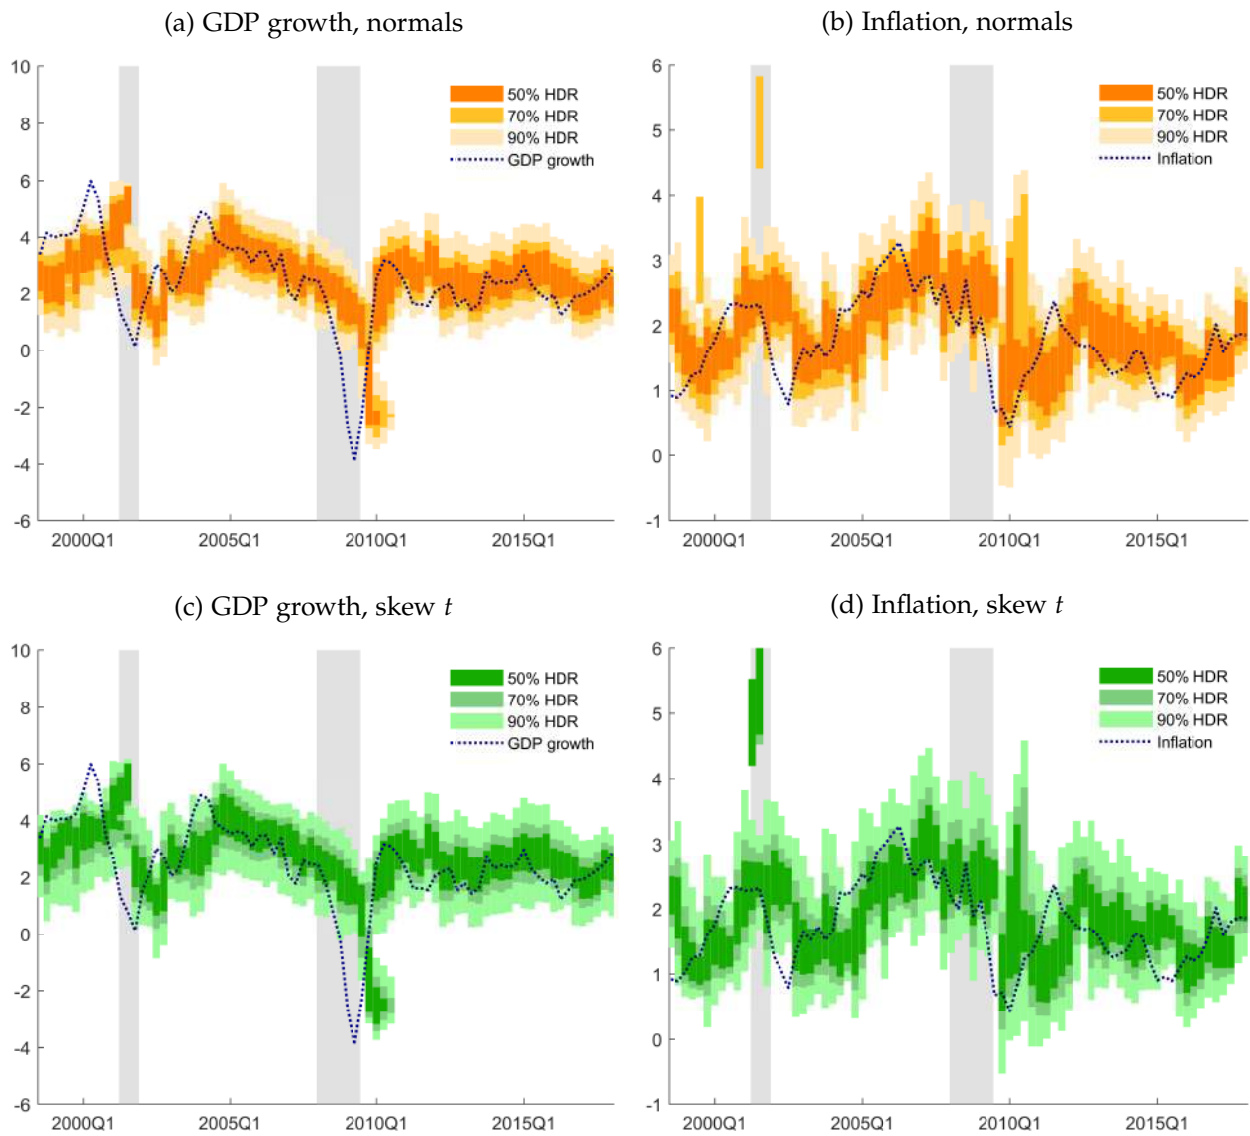 (a) GDP growth, normals
10
8
6
4
2
0
-2
-4
-6
2000Q1
2005Q1
2010Q1
2015Q1
50% HDR
70% HDR
90% HDR
GDP growth
(b) Inflation, normals
6
5
4
3
2
1
0
-1
2000Q1
2005Q1
2010Q1
2015Q1
50% HDR
70% HDR
90% HDR
Inflation
(c) GDP growth, skew t
10
8
6
4
2
0
-2
-4
-6
2000Q1
2005Q1
2010Q1
2015Q1
50% HDR
70% HDR
90% HDR
GDP growth
(d) Inflation, skew t
6
5
4
3
2
1
0
-1
2000Q1
2005Q1
2010Q1
2015Q1
50% HDR
70% HDR
90% HDR
Inflation